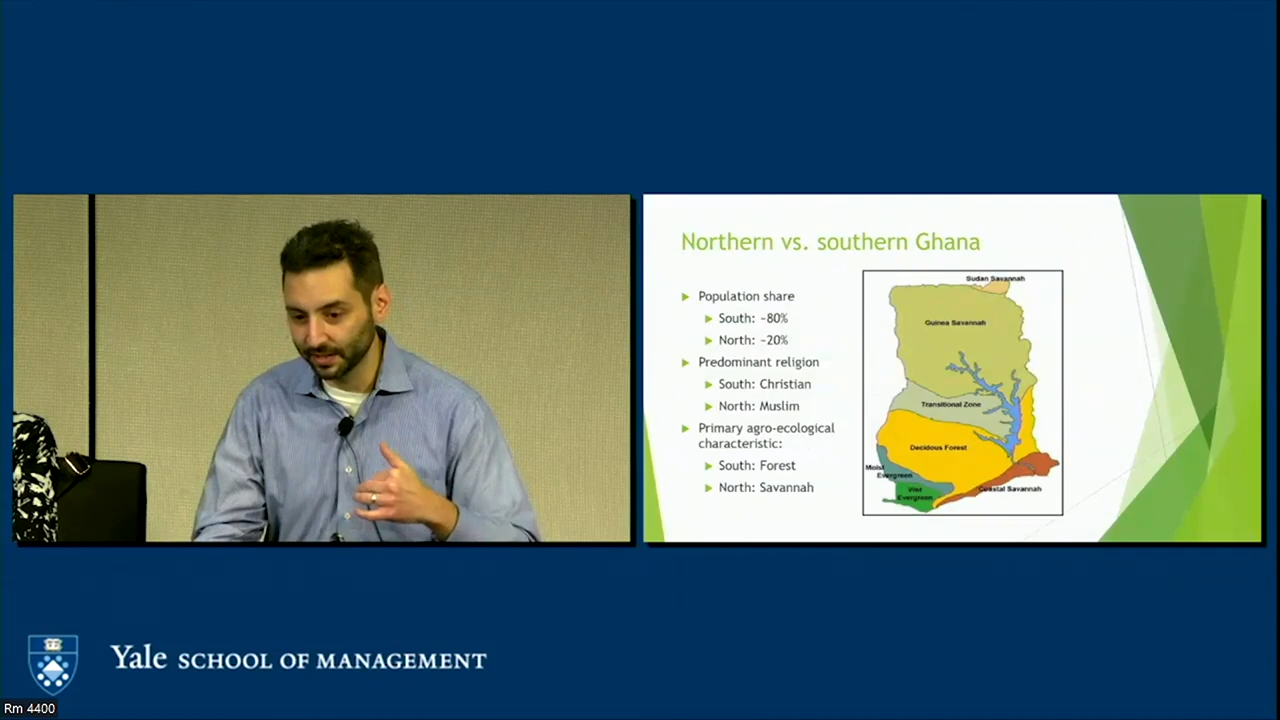 Northern vs. southern Ghana
Population share
South: ~80%
North: ~20%
Predominant religion
South: Christian
North: Muslim
Primary agro-ecological
characteristic:
South: Forest
North: Savannah
Sudan Savannah
Guinea Savannah
Transitional Zone
Decidous Forest
Moist
Evergreen
Wet
Evergreen
Coastal Savannah
Yale SCHOOL OF MANAGEMENT
Rm 4400